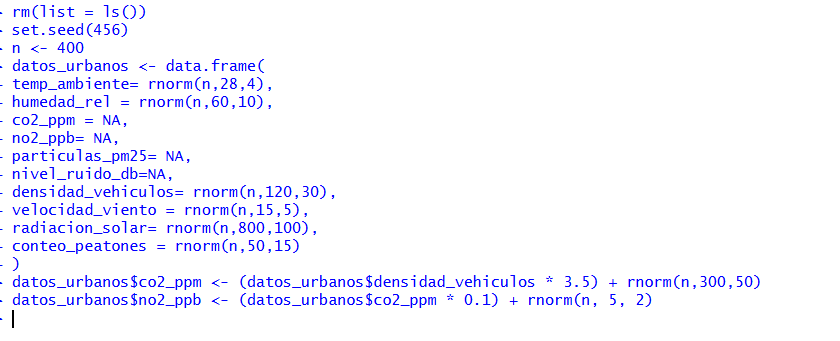 > rm(list = ls())
> set.seed(456)
> n <- 400
> datos_urbanos <- data.frame(
+ temp_ambiente= rnorm(n,28,4),
+ humedad_rel = rnorm(n,60,10),
+ co2_ppm = NA,
+ no2_ppb= NA,
+ particulas_pm25= NA,
+ nivel_ruido_db=NA,
+ densidad_vehiculos= rnorm(n,120,30),
+ velocidad_viento = rnorm(n,15,5),
+ radiacion_solar= rnorm(n,800,100),
+ conteo_peatones = rnorm(n,50,15)
+ )
> datos_urbanos$co2_ppm <- (datos_urbanos$densidad_vehiculos * 3.5) + rnorm(n,300,50)
> datos_urbanos$no2_ppb <- (datos_urbanos$co2_ppm * 0.1) + rnorm(n, 5, 2)
>